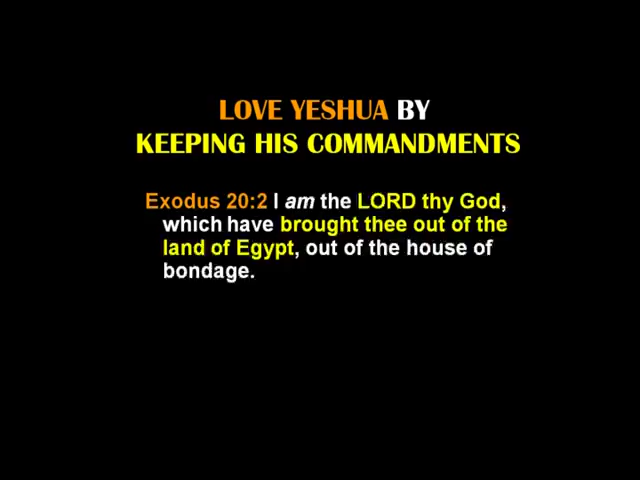 LOVE YESHUA BY
KEEPING HIS COMMANDMENTS
Exodus 20:2 I am the LORD thy God,
which have brought thee out of the
land of Egypt, out of the house of
bondage.